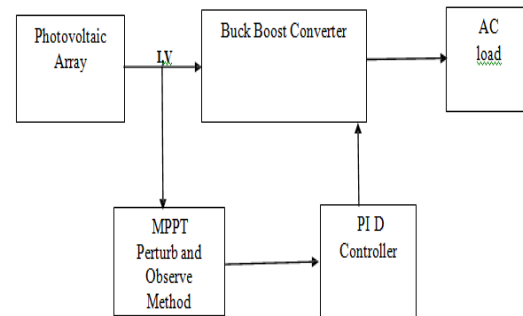 Photovoltaic
Array
I,V
Buck Boost Converter
AC
load
MPPT
Perturb and
Observe
Method
PI D
Controller